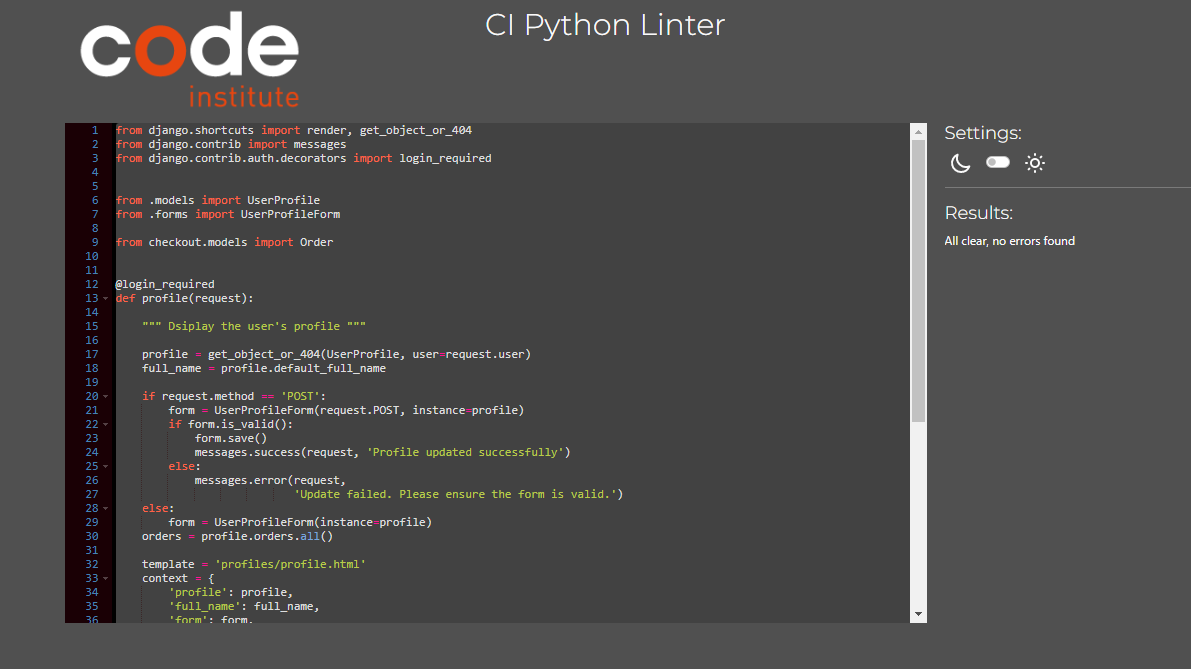 code
institute
CI Python Linter
1 from django.shortcuts import render, get_object_or_404
2 from django.contrib import messages
3 from django.contrib.auth.decorators import login_required
4
5
6 from .models import UserProfile
7 from .forms import UserProfileForm
8
9 from checkout.models import Order
10
11
12 @login_required
13 def profile(request):
14
15     """ Dsiplay the user's profile """
16
17     profile = get_object_or_404(UserProfile, user=request.user)
18     full_name = profile.default_full_name
19
20     if request.method == 'POST':
21         form = UserProfileForm(request.POST, instance=profile)
22         if form.is_valid():
23             form.save()
24             messages.success(request, 'Profile updated successfully')
25         else:
26             messages.error(request,
27                            'Update failed. Please ensure the form is valid.')
28     else:
29         form = UserProfileForm(instance=profile)
30     orders = profile.orders.all()
31
32     template = 'profiles/profile.html'
33     context = {
34         'profile': profile,
35         'full_name': full_name,
36         'form': form,
Settings:
Results:
All clear, no errors found